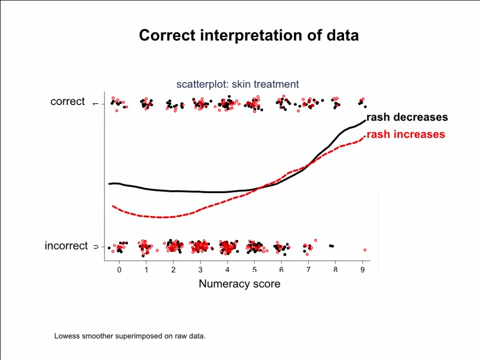 Correct interpretation of data
scatterplot: skin treatment
correct
rash decreases
rash increases
incorrect
0 1 2 3 4 5 6 7 8 9
Numeracy score
Lowess smoother superimposed on raw data.